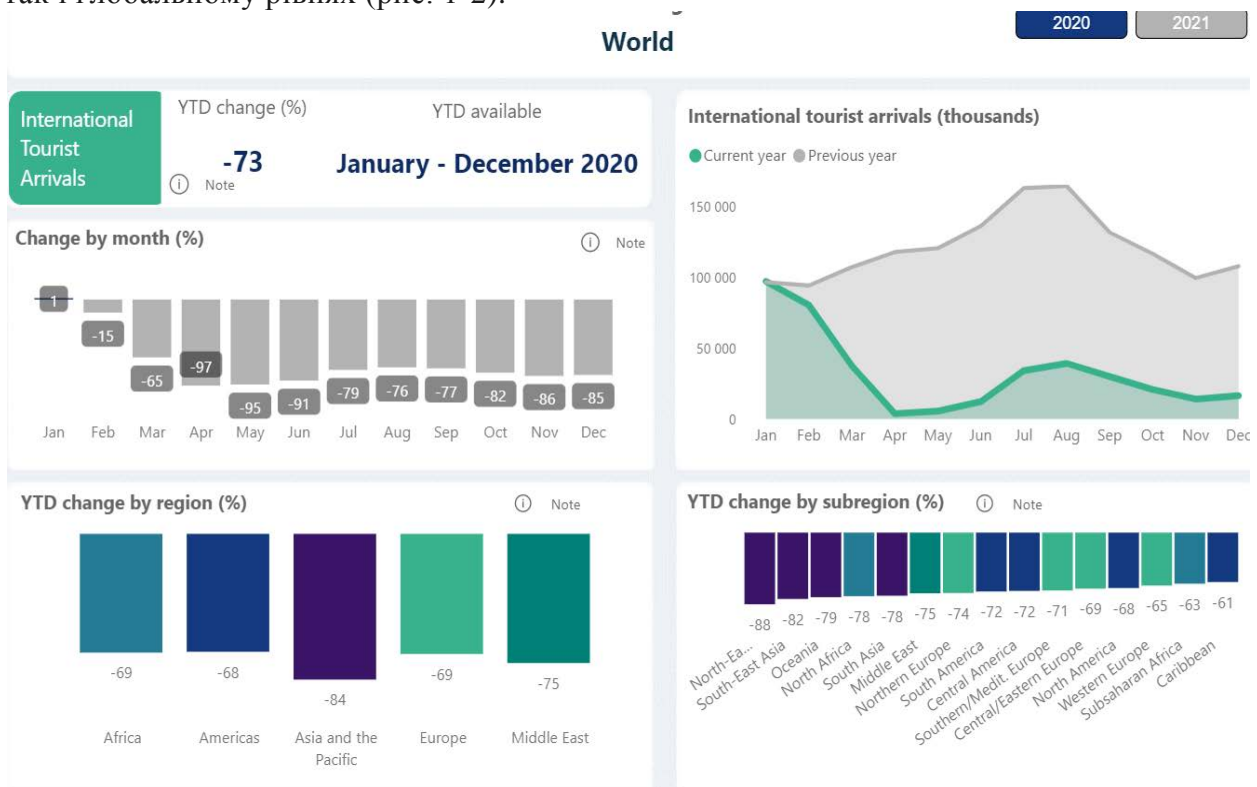 так і глобальному рівнях (рис. 1-2).
World
2020
2021
International
Tourist
Arrivals
YTD change (%)
-73
Note
YTD available
January - December 2020
Change by month (%)
Note
1
-15
-65
-97
-95
-91
-79
-76
-77
-82
-86
-85
Jan Feb Mar Apr May Jun Jul Aug Sep Oct Nov Dec
International tourist arrivals (thousands)
Current year Previous year
150 000
100 000
50 000
0
Jan Feb Mar Apr May Jun Jul Aug Sep Oct Nov Dec
YTD change by region (%)
Note
-69
-68
-84
-69
-75
Africa
Americas
Asia and the
Pacific
Europe
Middle East
YTD change by subregion (%)
Note
-88 -82 -79 -78 -78 -75 -74 -72 -72 -71 -69 -68 -65 -63 -61
North-Ea...
South-East Asia
Oceania
North Africa
South Asia
Middle East
Northern Europe
South America
Central America
Southern/Medit. Europe
Central/Eastern Europe
North America
Western Europe
Subsaharan Africa
Caribbean